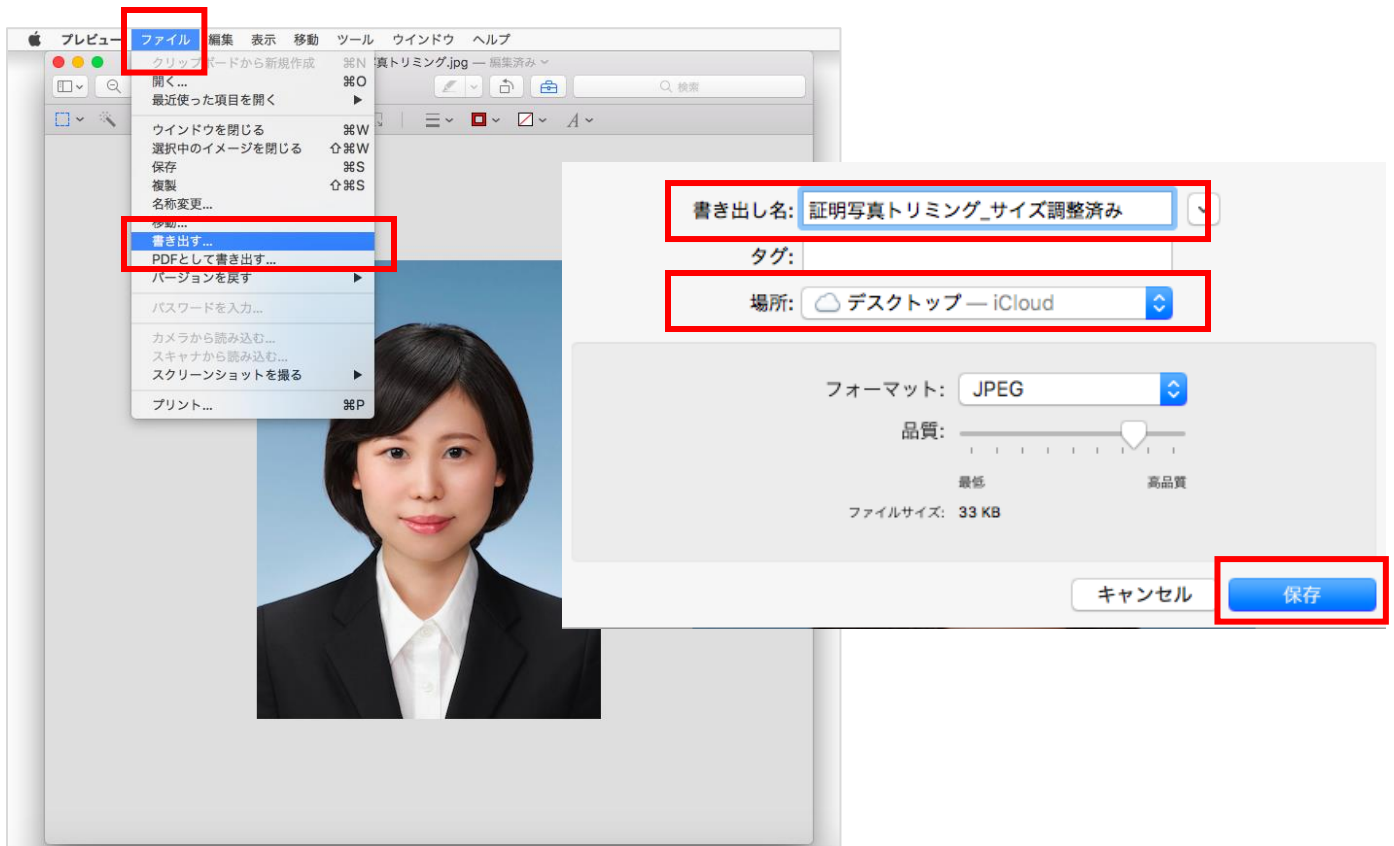 プレビュー ファイル 編集 表示 移動 ツール ウインドウ ヘルプ
クリップボードから新規作成 ⌘N
真トリミング.jpg — 編集済み
検索
開く... ⌘O
最近使った項目を開く ▶
ウインドウを閉じる ⌘W
選択中のイメージを閉じる ⇧⌘W
保存 ⌘S
複製 ⇧⌘S
名称変更...
移動...
書き出す...
PDFとして書き出す...
バージョンを戻す ▶
パスワードを入力...
カメラから読み込む...
スキャナから読み込む...
スクリーンショットを撮る ▶
プリント... ⌘P
書き出し名: 証明写真トリミング_サイズ調整済み
タグ:
場所: デスクトップ — iCloud
フォーマット: JPEG
品質:
最低 高品質
ファイルサイズ: 33 KB
キャンセル 保存